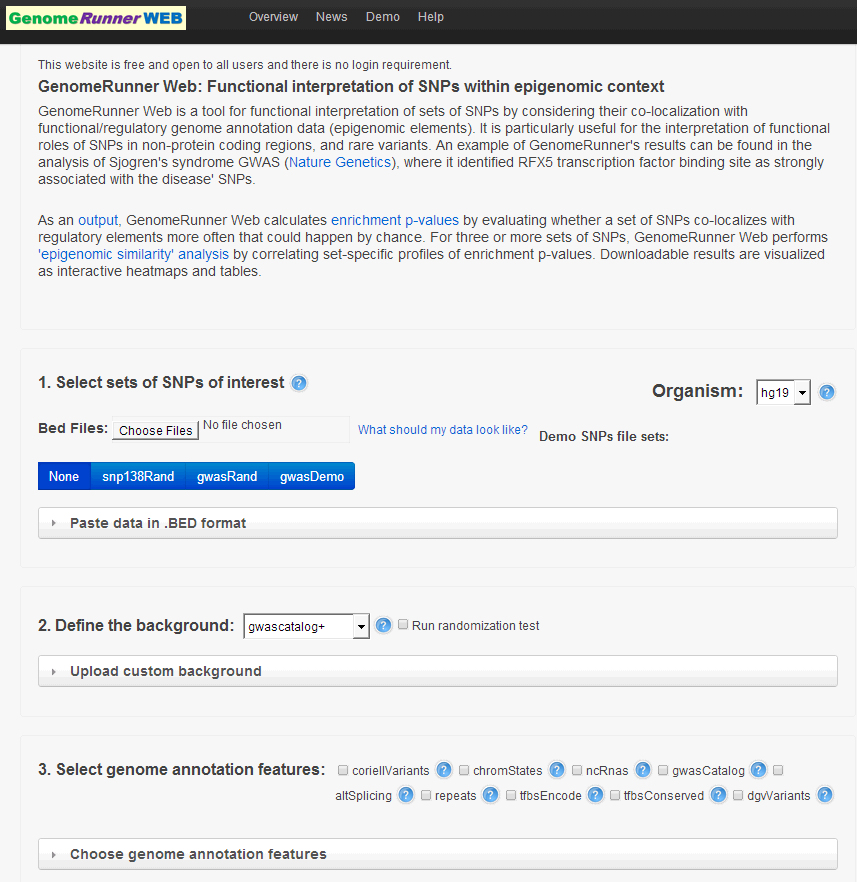 GenomeRunner WEB
Overview News Demo Help
This website is free and open to all users and there is no login requirement.
GenomeRunner Web: Functional interpretation of SNPs within epigenomic context
GenomeRunner Web is a tool for functional interpretation of sets of SNPs by considering their co-localization with
functional/regulatory genome annotation data (epigenomic elements). It is particularly useful for the interpretation of functional
roles of SNPs in non-protein coding regions, and rare variants. An example of GenomeRunner's results can be found in the
analysis of Sjogren's syndrome GWAS (Nature Genetics), where it identified RFX5 transcription factor binding site as strongly
associated with the disease' SNPs.
As an output, GenomeRunner Web calculates enrichment p-values by evaluating whether a set of SNPs co-localizes with
regulatory elements more often that could happen by chance. For three or more sets of SNPs, GenomeRunner Web performs
'epigenomic similarity' analysis by correlating set-specific profiles of enrichment p-values. Downloadable results are visualized
as interactive heatmaps and tables.
1. Select sets of SNPs of interest ?
Organism: hg19 ?
Bed Files: Choose Files No file chosen What should my data look like? Demo SNPs file sets:
None snp138Rand gwasRand gwasDemo
Paste data in .BED format
2. Define the background: gwascatalog+ ? Run randomization test
Upload custom background
3. Select genome annotation features: coriellVariants ? chromStates ? ncRnas ? gwasCatalog ?
altSplicing ? repeats ? tfbsEncode ? tfbsConserved ? dgvVariants ?
Choose genome annotation features